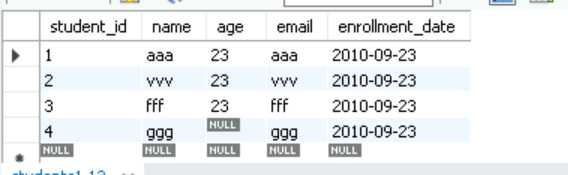 student_id name age email enrollment_date
1 aaa 23 aaa 2010-09-23
2 vvv 23 vvv 2010-09-23
3 fff 23 fff 2010-09-23
4 ggg NULL ggg 2010-09-23
NULL NULL NULL NULL NULL